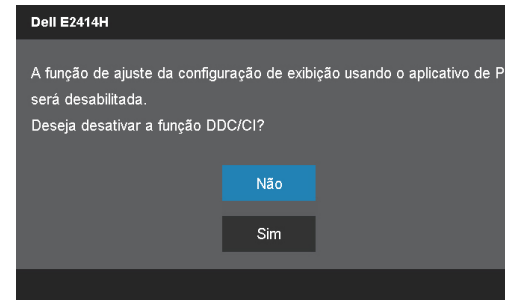 Dell E2414H
A função de ajuste da configuração de exibição usando o aplicativo de P
será desabilitada.
Deseja desativar a função DDC/CI?
Não
Sim